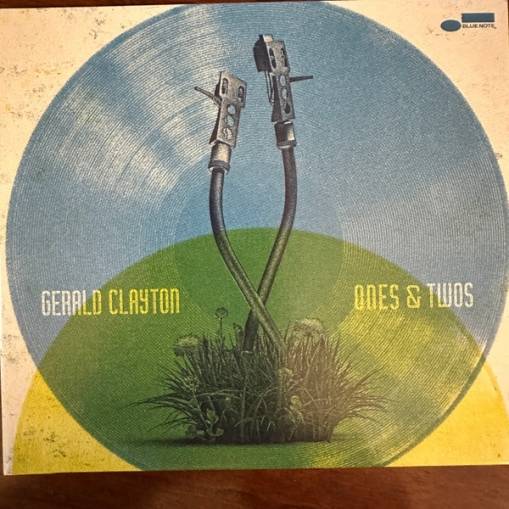 BLUE NOTE
GERALD CLAYTON
ONES & TWOS